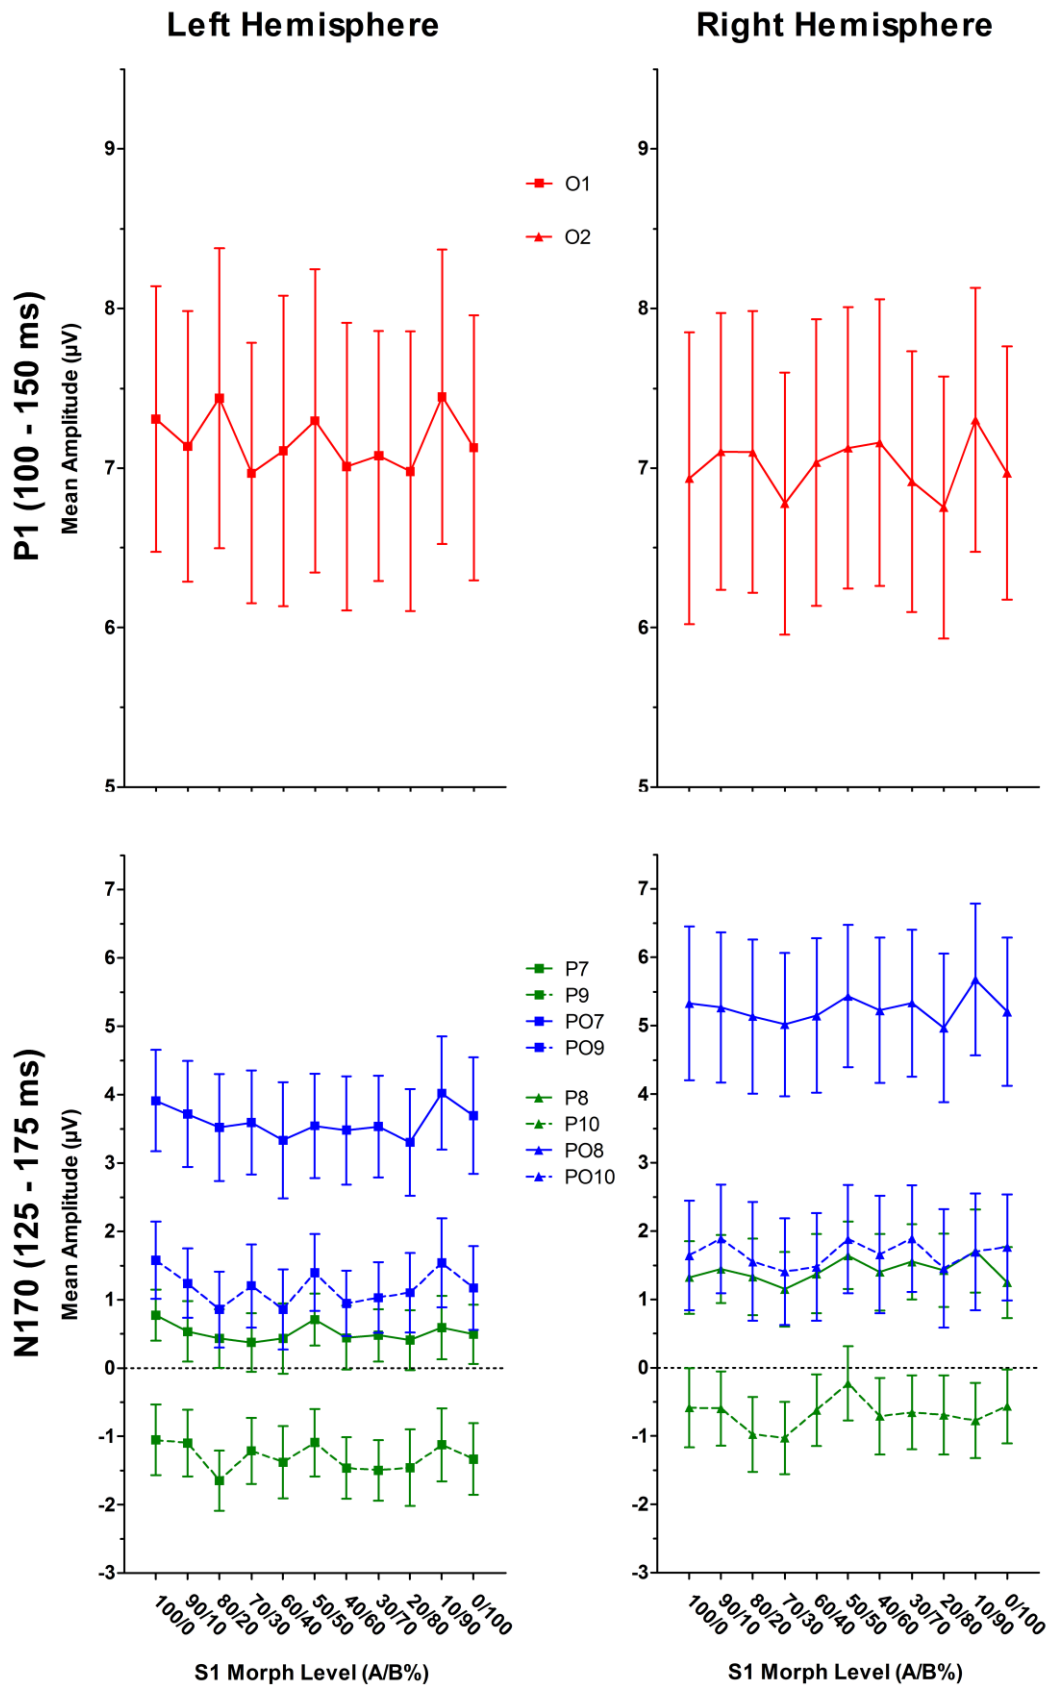 Left Hemisphere
Right Hemisphere
P1 (100 - 150 ms)
Mean Amplitude (µV)
9
8
7
6
5
O1
O2
9
8
7
6
5
N170 (125 - 175 ms)
Mean Amplitude (µV)
7
6
5
4
3
2
1
0
-1
-2
-3
P7
P9
PO7
PO9
P8
P10
PO8
PO10
7
6
5
4
3
2
1
0
-1
-2
-3
100/0 90/10 80/20 70/30 60/40 50/50 40/60 30/70 20/80 10/90 0/100
100/0 90/10 80/20 70/30 60/40 50/50 40/60 30/70 20/80 10/90 0/100
S1 Morph Level (A/B%)
S1 Morph Level (A/B%)